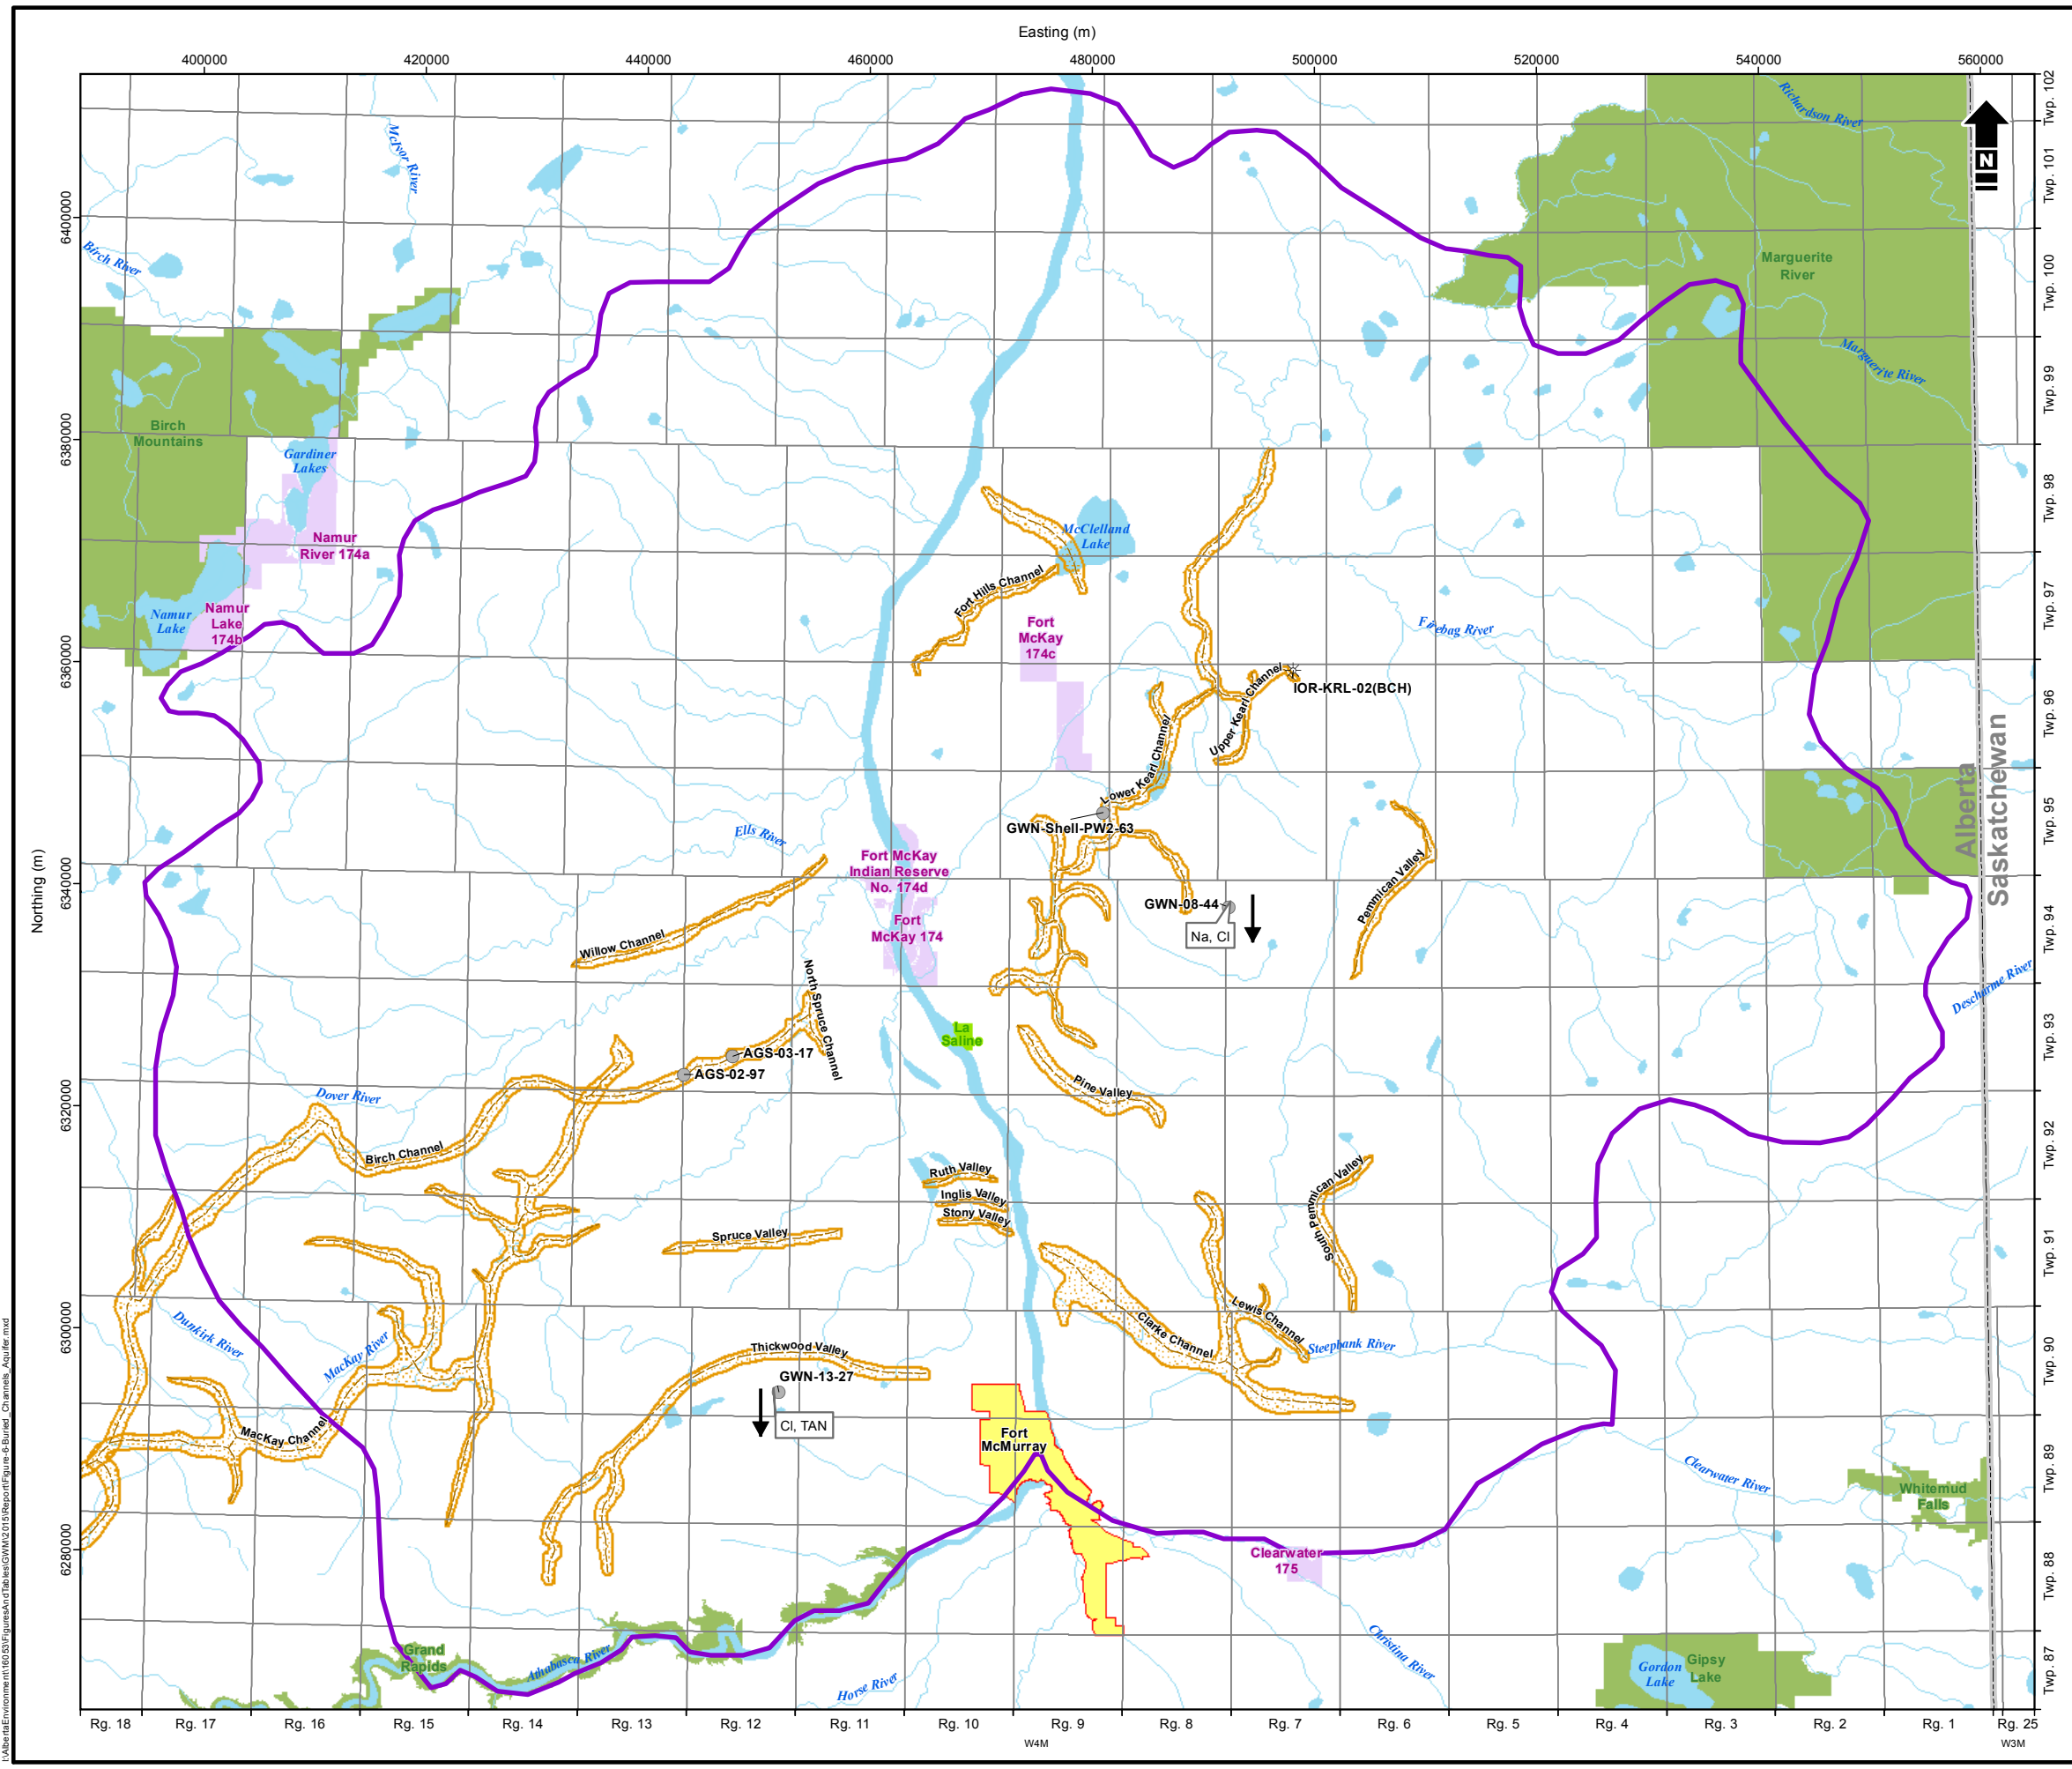 Easting (m)
400000
420000
440000
460000
480000
500000
520000
540000
560000
Northing (m)
6400000
6380000
6360000
6340000
6320000
6300000
6280000
Twp. 102
Twp. 101
Twp. 100
Twp. 99
Twp. 98
Twp. 97
Twp. 96
Twp. 95
Twp. 94
Twp. 93
Twp. 92
Twp. 91
Twp. 90
Twp. 89
Twp. 88
Twp. 87
N
Richardson River
McIvor River
Birch River
Marguerite
River
Marguerite River
Birch
Mountains
Gardiner
Lakes
Namur
River 174a
Namur
Lake
Namur
Lake
174b
McClelland
Lake
Fort Hills Channel
Fort
McKay
174c
Firebag River
Upper Kearl Channel
IOR-KRL-02(BCH)
Lower Kearl Channel
GWN-Shell-PW2-63
Alberta
Saskatchewan
Ells River
Fort McKay
Indian Reserve
No. 174d
Fort
McKay 174
Pemmican Valley
GWN-08-44
Na, Cl
Willow Channel
North Spruce Channel
Descharme River
La
Saline
AGS-03-17
AGS-02-97
Pine Valley
Dover River
Birch Channel
Ruth Valley
Inglis Valley
Stony Valley
South Pemmican Valley
Spruce Valley
Lewis Channel
Clarke Channel
Steepbank River
Dunkirk River
MacKay River
Thickwood Valley
GWN-13-27
Cl, TAN
MacKay Channel
Fort
McMurray
Clearwater River
Whitemud
Falls
Clearwater
175
Christina River
Grand
Rapids
Athabasca River
Horse River
Gordon
Lake
Gipsy
Lake
Rg. 18
Rg. 17
Rg. 16
Rg. 15
Rg. 14
Rg. 13
Rg. 12
Rg. 11
Rg. 10
Rg. 9
Rg. 8
Rg. 7
Rg. 6
Rg. 5
Rg. 4
Rg. 3
Rg. 2
Rg. 1
Rg. 25
W4M
W3M
I:\AlbertaEnvironment\16053\FiguresAndTables\GWM\2015\Report\Figure-6-Buried_Channels_Aquifer.mxd